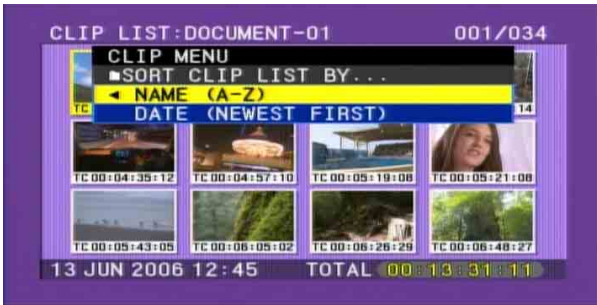 CLIP LIST:DOCUMENT-01 001/034
CLIP MENU
SORT CLIP LIST BY...
NAME (A-Z)
DATE (NEWEST FIRST)
TC 14
TC 00:04:35:12 TC 00:04:57:10 TC 00:05:19:08 TC 00:05:21:08
TC 00:05:43:05 TC 00:06:05:02 TC 00:06:26:29 TC 00:06:48:27
13 JUN 2006 12:45 TOTAL 00:13:31:11